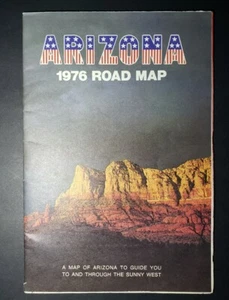 ARIZONA
1976 ROAD MAP
A MAP OF ARIZONA TO GUIDE YOU
TO AND THROUGH THE SUNNY WEST